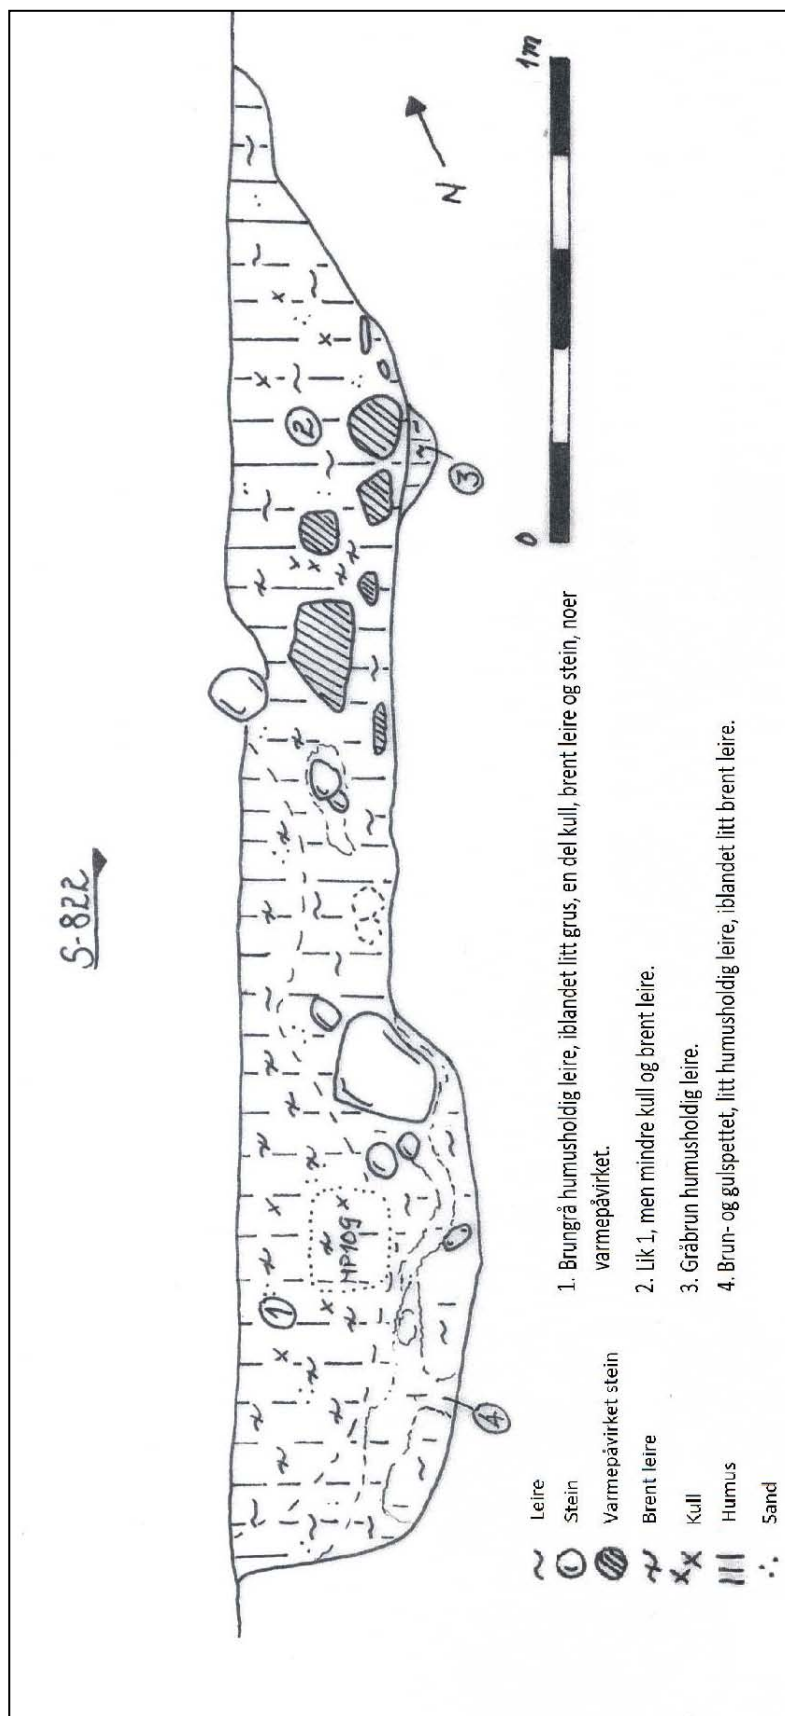 S-822
1
MP109
2
3
4
N
0
1m
~ Leire
Stein
Varmepåvirket stein
Brent leire
x x Kull
Humus
Sand
1. Brungrå humusholdig leire, iblandet litt grus, en del kull, brent leire og stein, noer
varmepåvirket.
2. Lik 1, men mindre kull og brent leire.
3. Gråbrun humusholdig leire.
4. Brun- og gulspettet, litt humusholdig leire, iblandet litt brent leire.